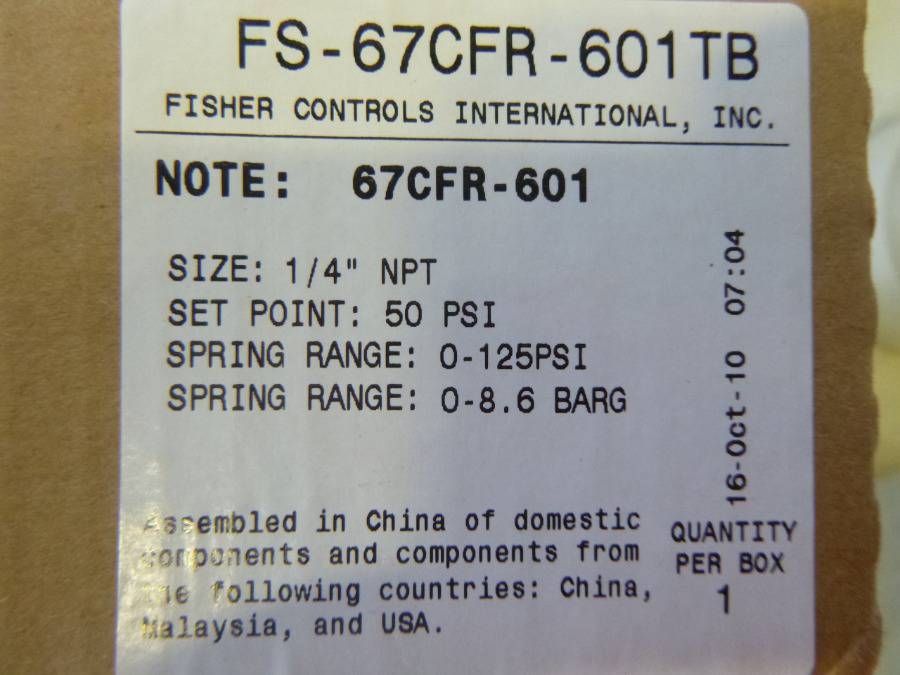 FS-67CFR-601TB
FISHER CONTROLS INTERNATIONAL, INC.
NOTE: 67CFR-601
SIZE: 1/4" NPT
SET POINT: 50 PSI
SPRING RANGE: 0-125PSI
SPRING RANGE: 0-8.6 BARG
16-Oct-10 07:04
Assembled in China of domestic
components and components from
the following countries: China,
Malaysia, and USA.
QUANTITY
PER BOX
1